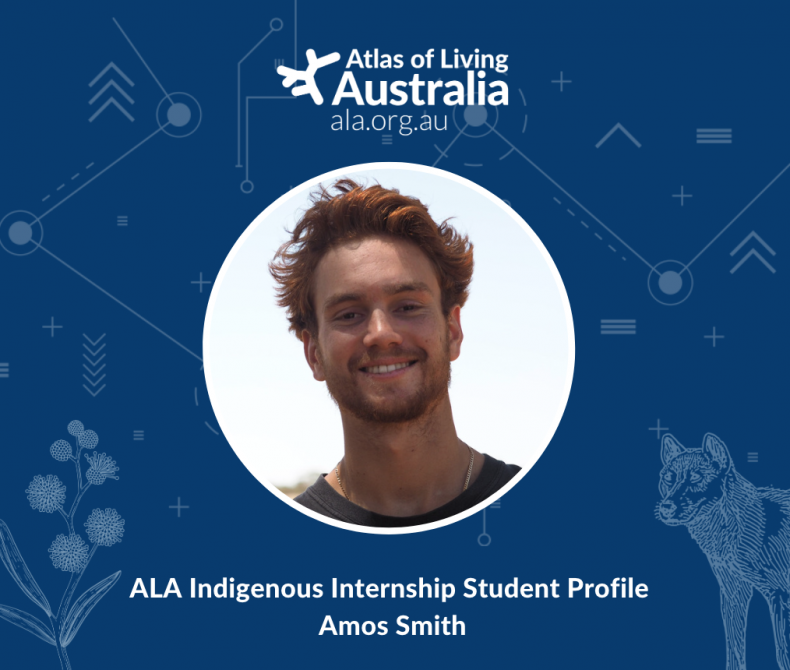 Atlas of Living
Australia
ala.org.au
ALA Indigenous Internship Student Profile
Amos Smith